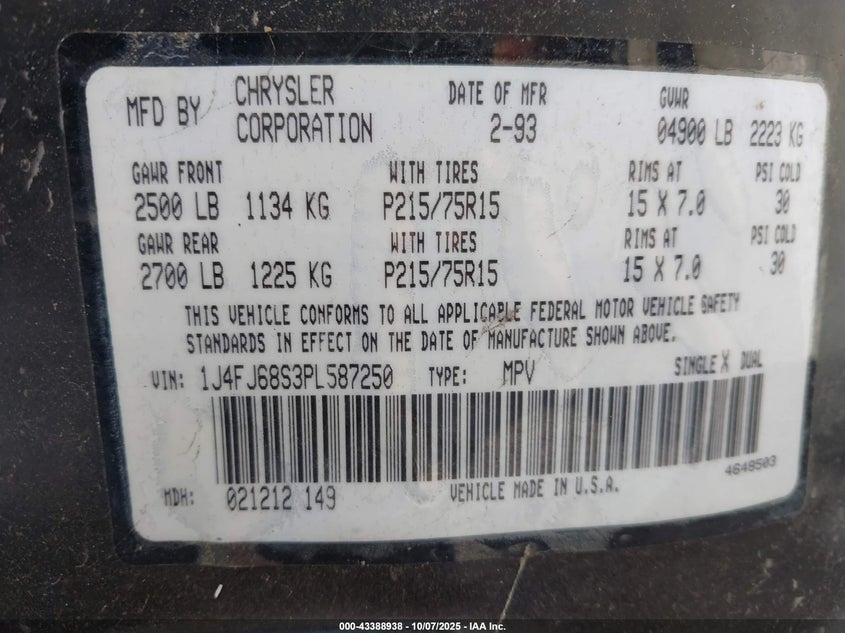 MFD BY CHRYSLER CORPORATION DATE OF MFR 2-93 GVWR 04900 LB 2223 KG
GAWR FRONT WITH TIRES RIMS AT PSI COLD
2500 LB 1134 KG P215/75R15 15 X 7.0 30
GAWR REAR WITH TIRES RIMS AT PSI COLD
2700 LB 1225 KG P215/75R15 15 X 7.0 30
THIS VEHICLE CONFORMS TO ALL APPLICABLE FEDERAL MOTOR VEHICLE SAFETY
STANDARDS IN EFFECT ON THE DATE OF MANUFACTURE SHOWN ABOVE.
VIN: 1J4FJ68S3PL587250 TYPE: MPV SINGLE X DUAL
4648503
MDH: 021212 149 VEHICLE MADE IN U.S.A.
000-43388938 - 10/07/2025 - IAA Inc.